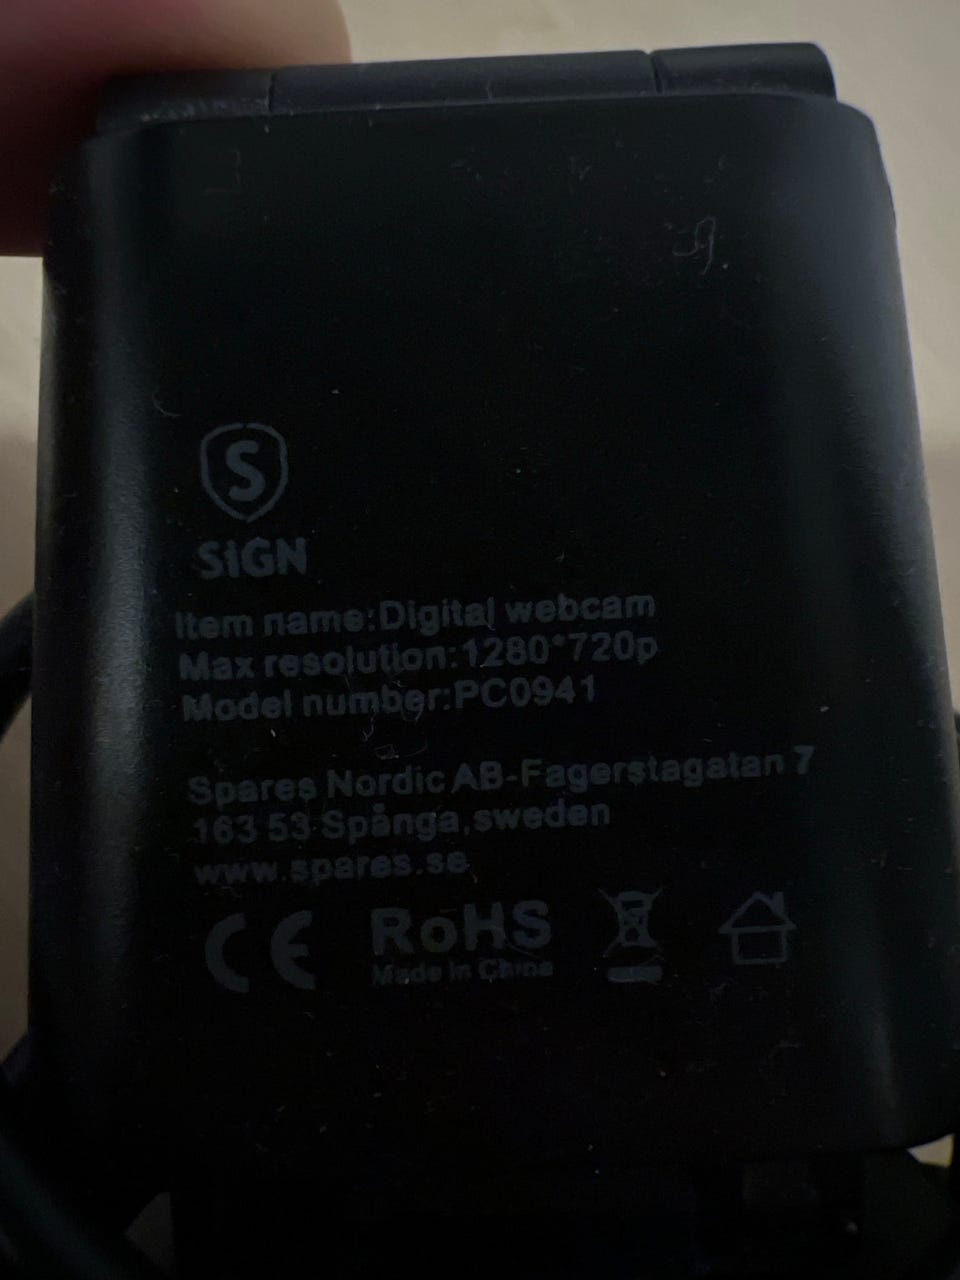 S
SiGN
Item name:Digital webcam
Max resolution:1280*720p
Model number:PC0941
Spares Nordic AB-Fagerstagatan 7
163 53 Spånga,sweden
www.spares.se
CE RoHS
Made in China